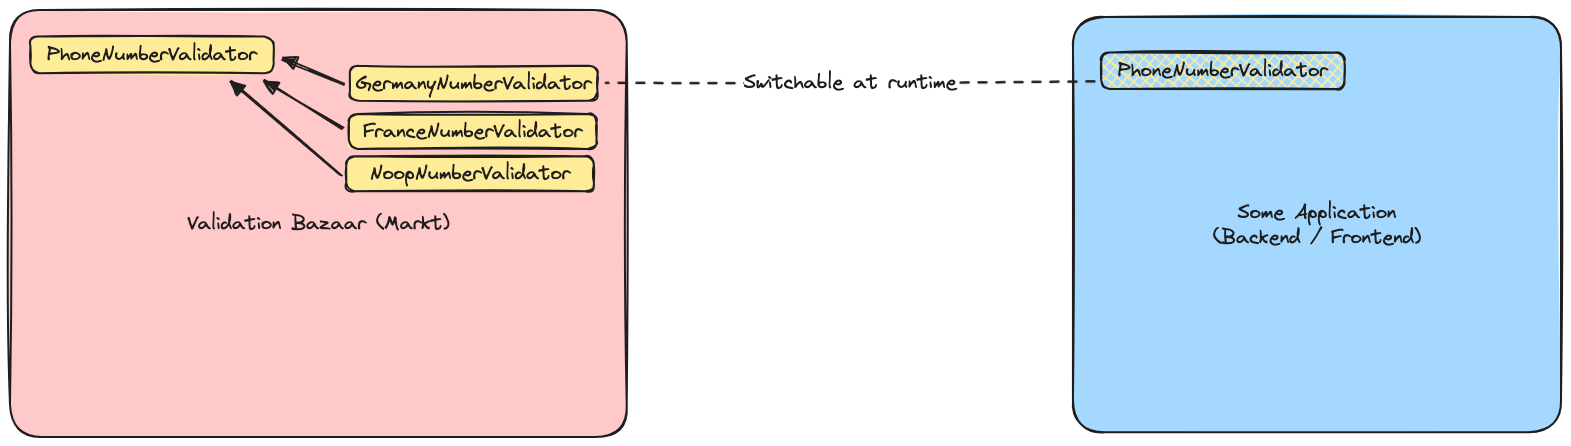 PhoneNumberValidator
GermanyNumberValidator
FranceNumberValidator
NoopNumberValidator
Validation Bazaar (Markt)
Switchable at runtime
PhoneNumberValidator
Some Application
(Backend / Frontend)